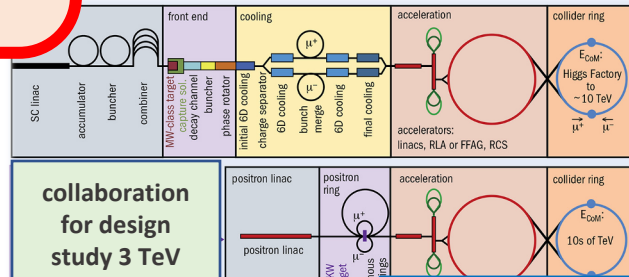 front end
cooling
acceleration
collider ring
SC linac
accumulator
buncher
combiner
MW-class target
capture sol.
decay channel
buncher
phase rotator
initial 6D cooling
charge separator
6D cooling
bunch
merge
6D cooling
final cooling
μ+
μ−
accelerators:
linacs, RLA or FFAG, RCS
ECoM:
Higgs Factory
to
~10 TeV
μ+ μ−
collaboration
for design
study 3 TeV
positron linac
positron
ring
acceleration
collider ring
positron linac
μ+
μ−
ECoM:
10s of TeV